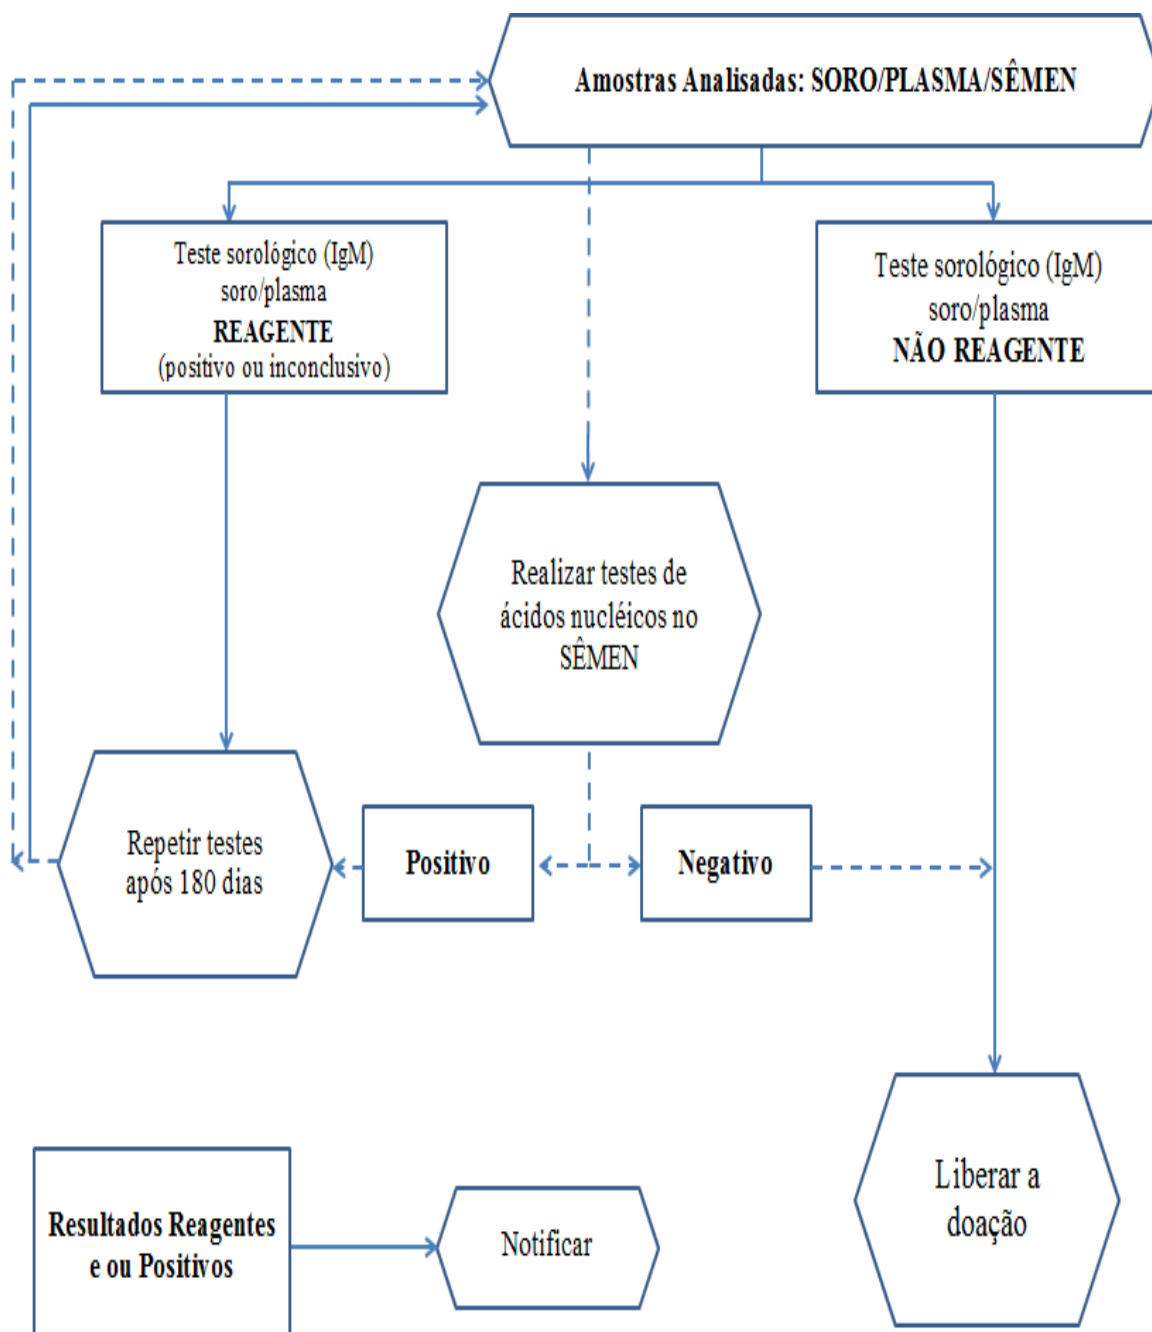 Amostras Analisadas: SORO/PLASMA/SÊMEN
Teste sorológico (IgM)
soro/plasma
REAGENTE
(positivo ou inconclusivo)
Teste sorológico (IgM)
soro/plasma
NÃO REAGENTE
Realizar testes de
ácidos nucléicos no
SÊMEN
Repetir testes
após 180 dias
Positivo
Negativo
Liberar a
doação
Resultados Reagentes
e ou Positivos
Notificar